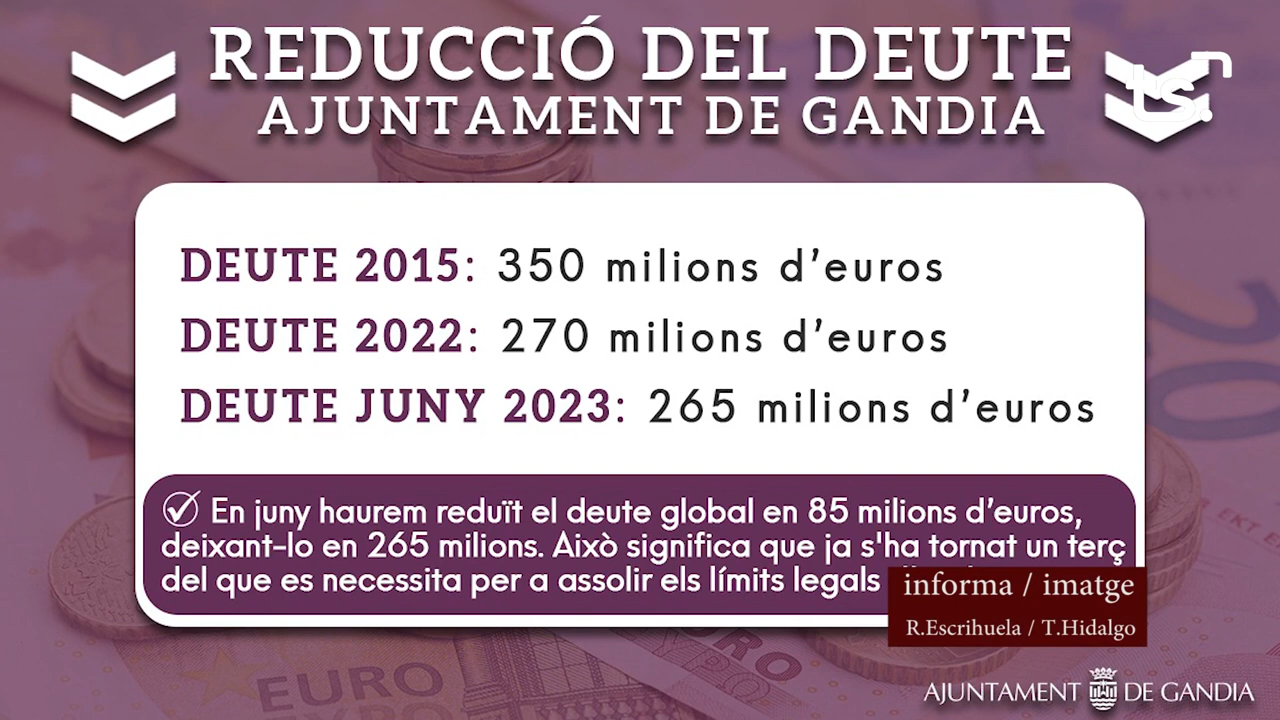 REDUCCIÓ DEL DEUTE
AJUNTAMENT DE GANDIA
ts.
DEUTE 2015: 350 milions d’euros
DEUTE 2022: 270 milions d’euros
DEUTE JUNY 2023: 265 milions d’euros
En juny haurem reduït el deute global en 85 milions d’euros,
deixant-lo en 265 milions. Això significa que ja s'ha tornat un terç
del que es necessita per a assolir els límits legals
informa / imatge
R.Escrihuela / T.Hidalgo
EURO
EURO
AJUNTAMENT DE GANDIA